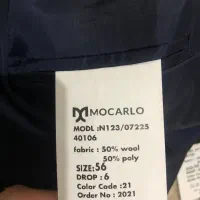 MOCARLO
MODL :N123/07225
40106
fabric : 50% wool
50% poly
SIZE:56
DROP : 6
Color Code :21
Order No : 2021